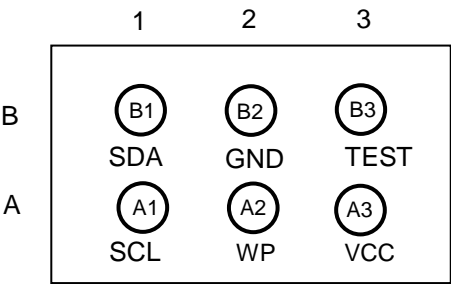 1 2 3
B B1 B2 B3
SDA GND TEST
A A1 A2 A3
SCL WP VCC